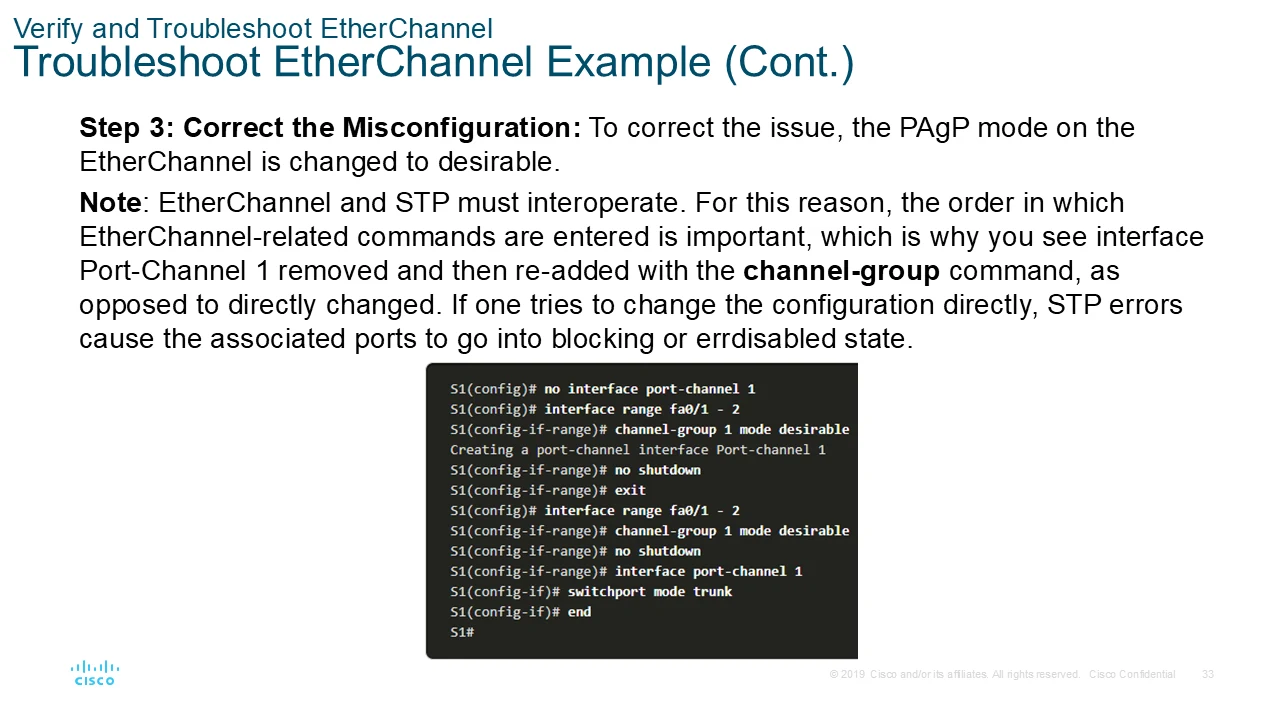 Verify and Troubleshoot EtherChannel
Troubleshoot EtherChannel Example (Cont.)
Step 3: Correct the Misconfiguration: To correct the issue, the PAgP mode on the
EtherChannel is changed to desirable.
Note: EtherChannel and STP must interoperate. For this reason, the order in which
EtherChannel-related commands are entered is important, which is why you see interface
Port-Channel 1 removed and then re-added with the channel-group command, as
opposed to directly changed. If one tries to change the configuration directly, STP errors
cause the associated ports to go into blocking or errdisabled state.
S1(config)# no interface port-channel 1
S1(config)# interface range fa0/1 - 2
S1(config-if-range)# channel-group 1 mode desirable
Creating a port-channel interface Port-channel 1
S1(config-if-range)# no shutdown
S1(config-if-range)# exit
S1(config)# interface range fa0/1 - 2
S1(config-if-range)# channel-group 1 mode desirable
S1(config-if-range)# no shutdown
S1(config-if-range)# interface port-channel 1
S1(config-if)# switchport mode trunk
S1(config-if)# end
S1#
CISCO
© 2019 Cisco and/or its affiliates. All rights reserved. Cisco Confidential
33